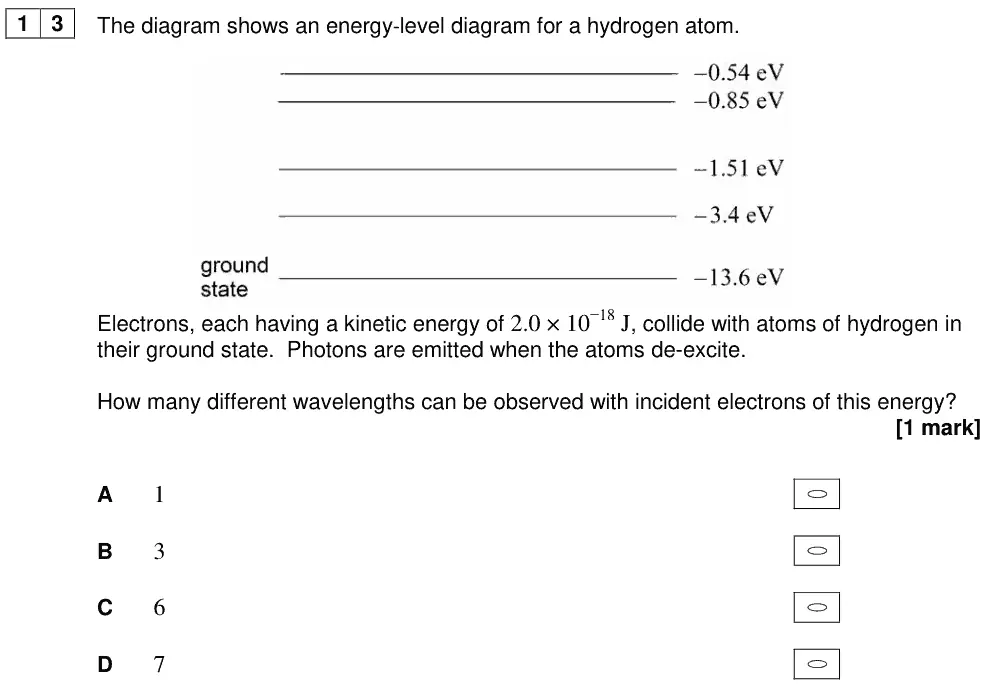 1 3 The diagram shows an energy-level diagram for a hydrogen atom.
−0.54 eV
−0.85 eV
−1.51 eV
−3.4 eV
ground
state
−13.6 eV
Electrons, each having a kinetic energy of 2.0 × 10⁻¹⁸ J, collide with atoms of hydrogen in
their ground state. Photons are emitted when the atoms de-excite.
How many different wavelengths can be observed with incident electrons of this energy?
[1 mark]
A 1
B 3
C 6
D 7